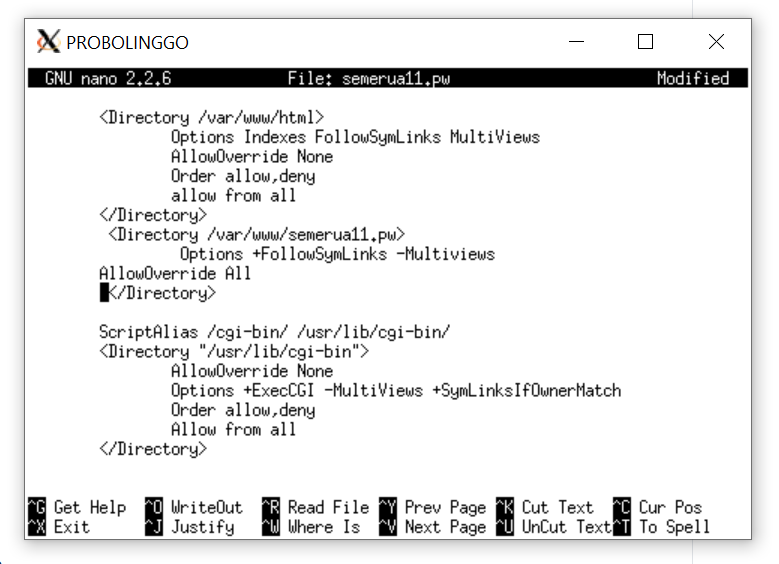 PROBOLINGGO
GNU nano 2.2.6 File: semerua11.pw Modified
<Directory /var/www/html>
Options Indexes FollowSymLinks MultiViews
AllowOverride None
Order allow,deny
allow from all
</Directory>
<Directory /var/www/semerua11.pw>
Options +FollowSymLinks -Multiviews
AllowOverride All
</Directory>
ScriptAlias /cgi-bin/ /usr/lib/cgi-bin/
<Directory "/usr/lib/cgi-bin">
AllowOverride None
Options +ExecCGI -MultiViews +SymLinksIfOwnerMatch
Order allow,deny
Allow from all
</Directory>
^G Get Help ^O WriteOut ^R Read File ^Y Prev Page ^K Cut Text ^C Cur Pos
^X Exit ^J Justify ^W Where Is ^V Next Page ^U UnCut Text ^T To Spell